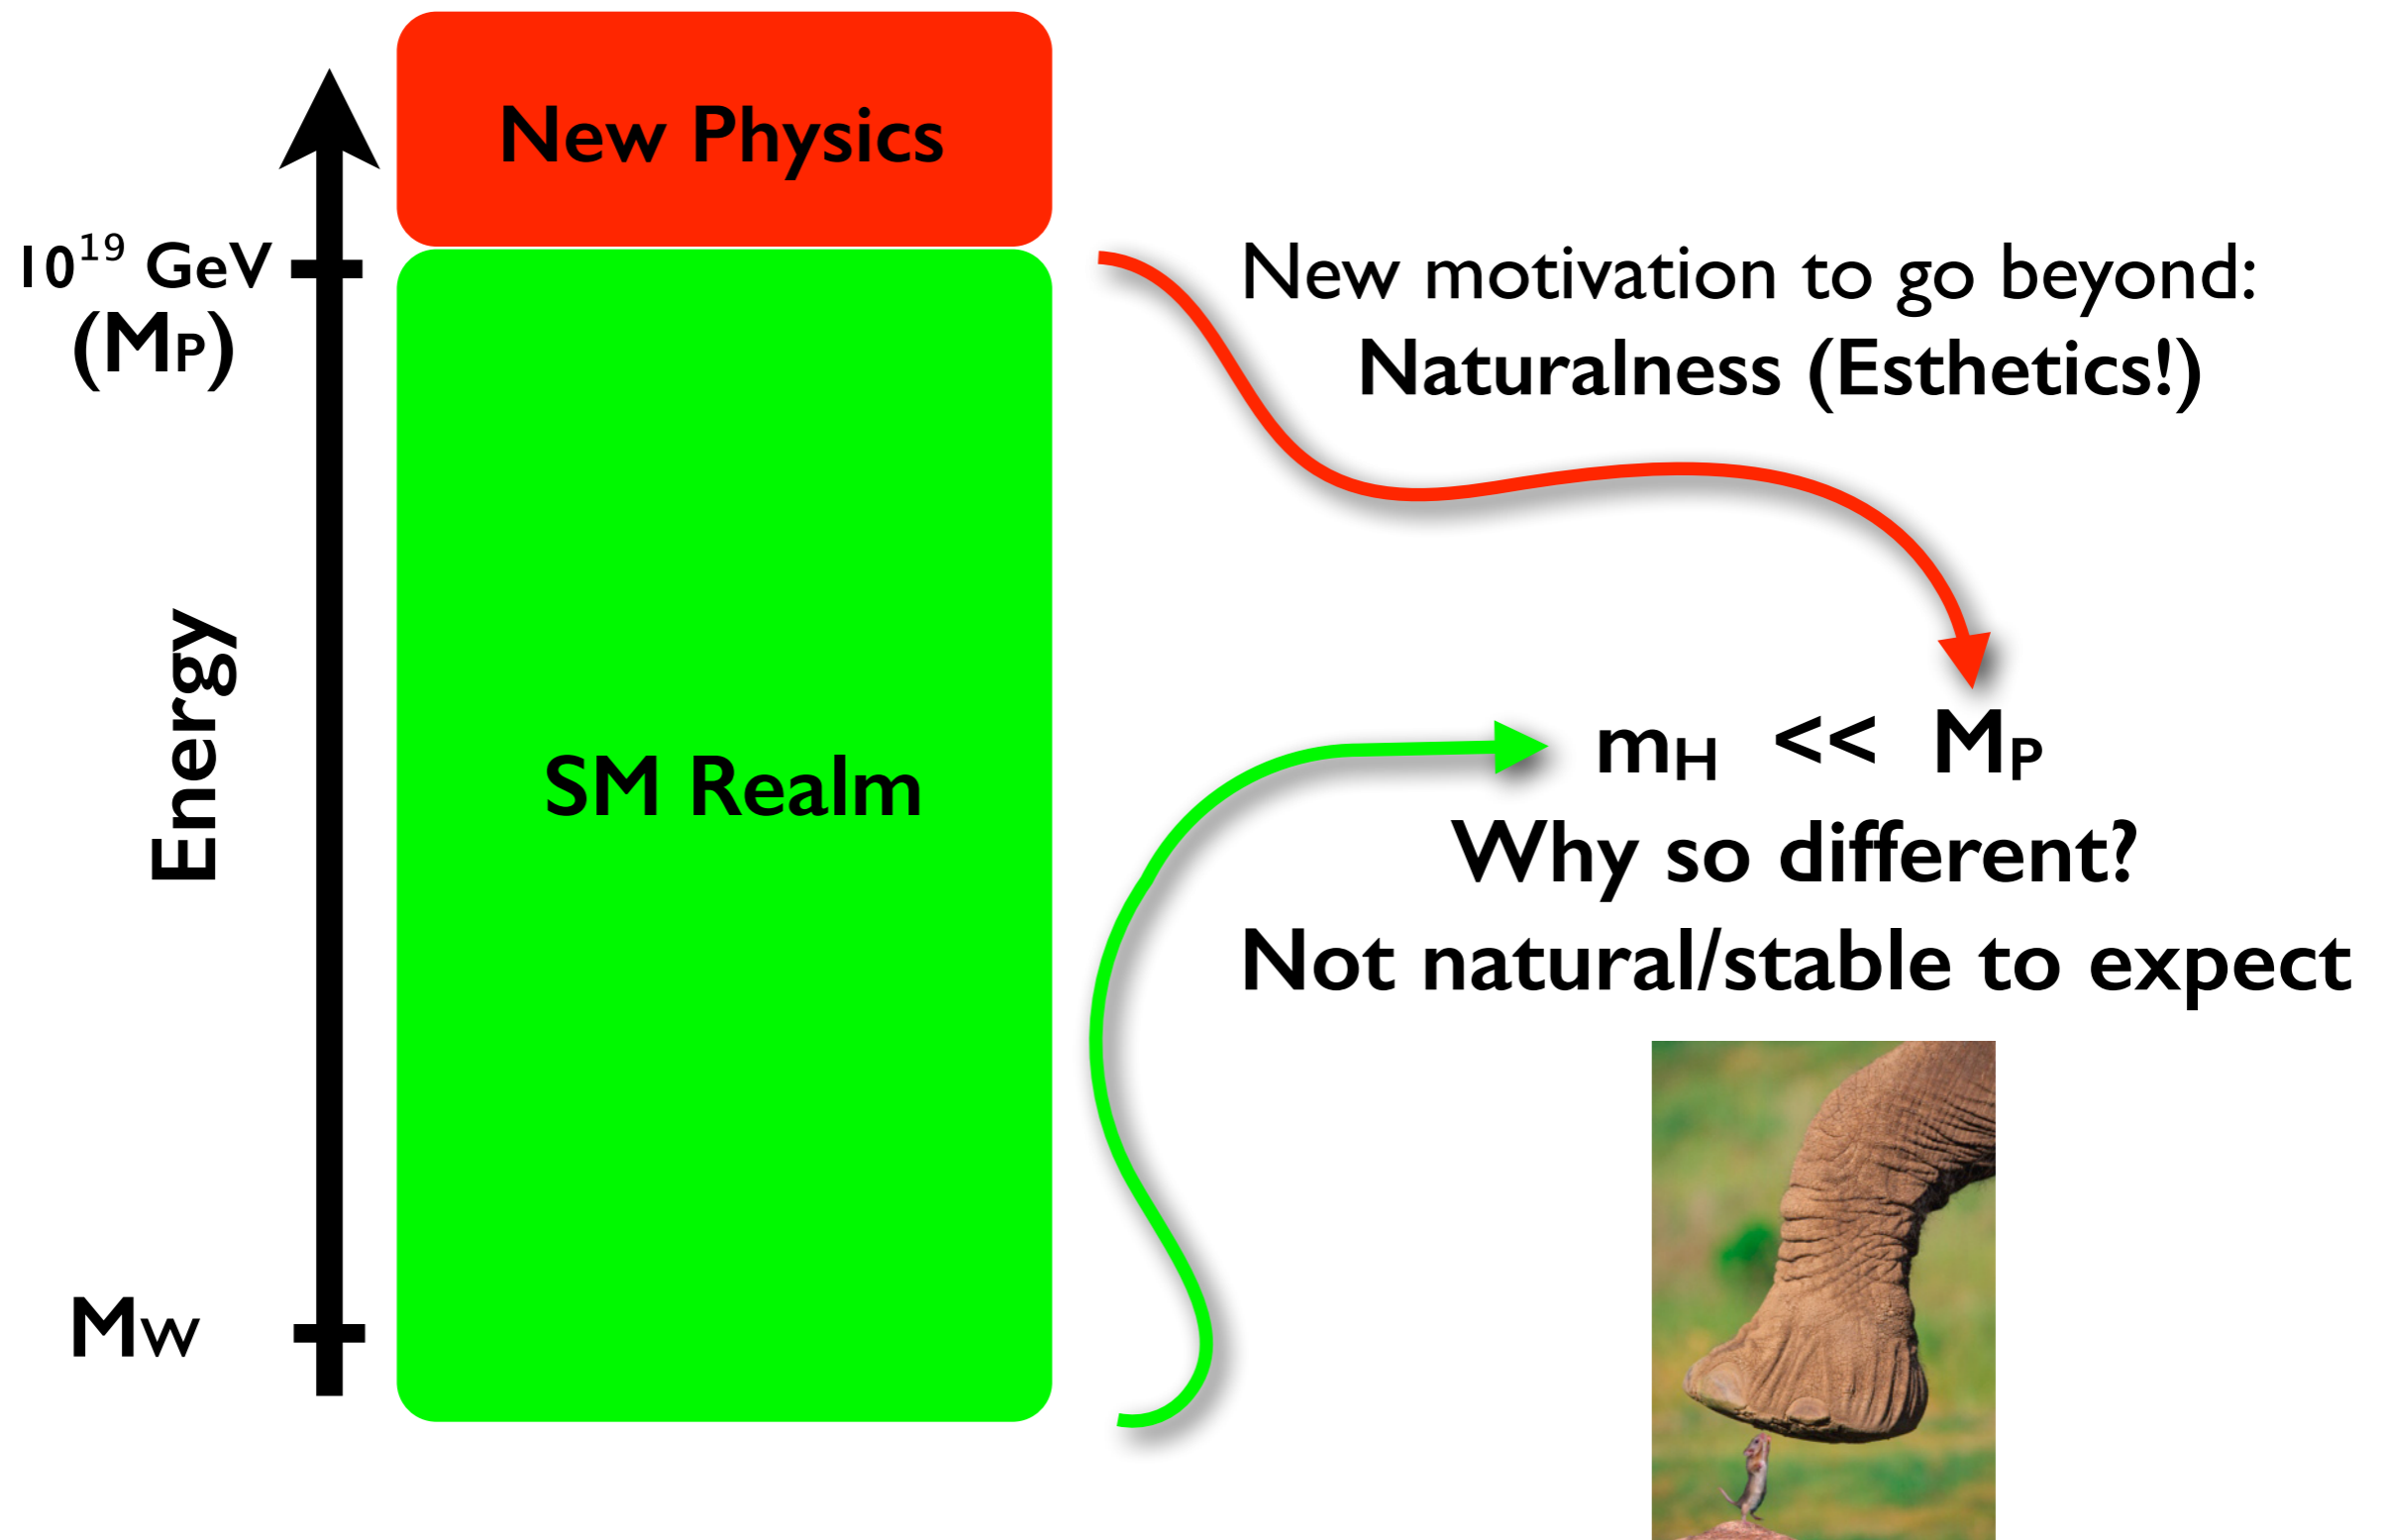 New Physics
10¹⁹ GeV
(MP)
New motivation to go beyond:
Naturalness (Esthetics!)
Energy
SM Realm
mH << MP
Why so different?
Not natural/stable to expect
MW